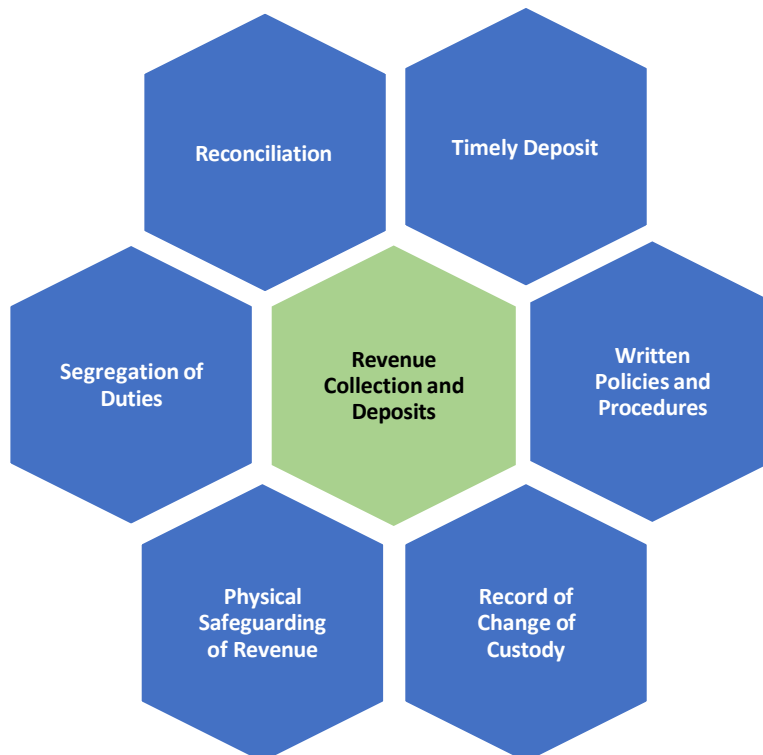 Reconciliation
Timely Deposit
Segregation of
Duties
Revenue
Collection and
Deposits
Written
Policies and
Procedures
Physical
Safeguarding
of Revenue
Record of
Change of
Custody